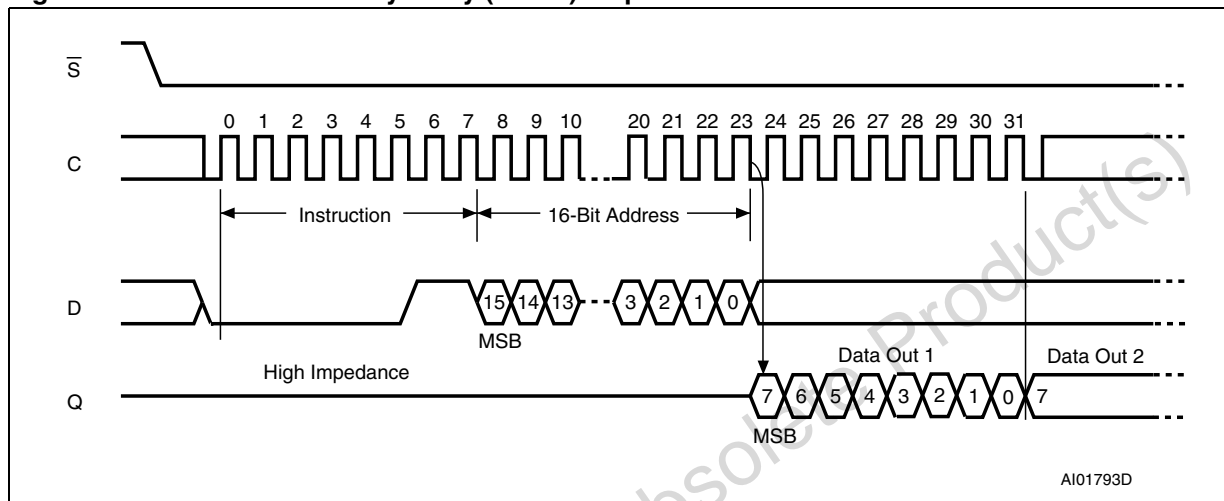 S
0 1 2 3 4 5 6 7 8 9 10 20 21 22 23 24 25 26 27 28 29 30 31
C
Instruction 16-Bit Address
D 15 14 13 3 2 1 0
MSB
High Impedance Data Out 1 Data Out 2
Q 7 6 5 4 3 2 1 0 7
MSB
AI01793D